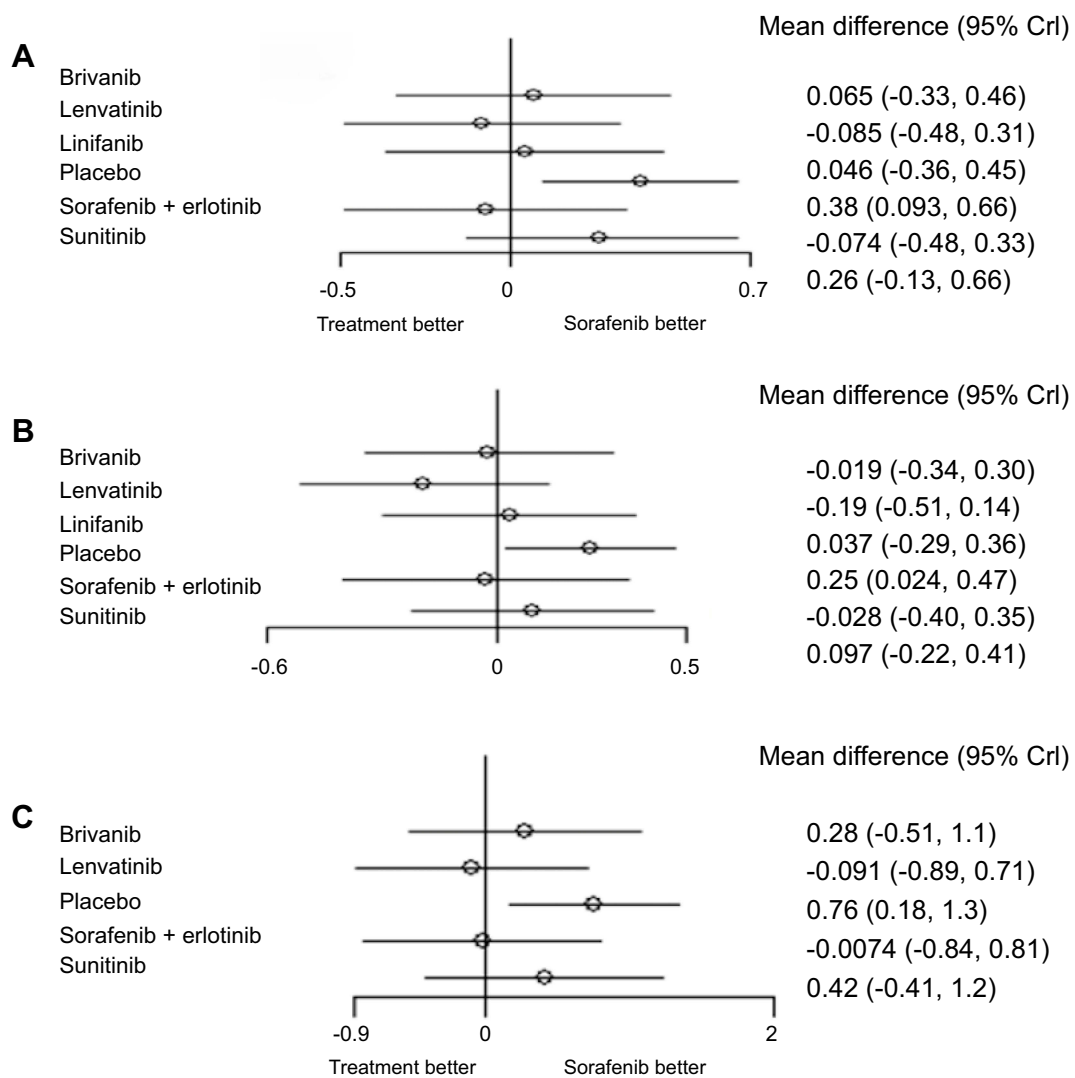 Mean difference (95% Crl)
A
Brivanib 0.065 (-0.33, 0.46)
Lenvatinib -0.085 (-0.48, 0.31)
Linifanib 0.046 (-0.36, 0.45)
Placebo 0.38 (0.093, 0.66)
Sorafenib + erlotinib -0.074 (-0.48, 0.33)
Sunitinib 0.26 (-0.13, 0.66)
-0.5 0 0.7
Treatment better Sorafenib better
Mean difference (95% Crl)
B
Brivanib -0.019 (-0.34, 0.30)
Lenvatinib -0.19 (-0.51, 0.14)
Linifanib 0.037 (-0.29, 0.36)
Placebo 0.25 (0.024, 0.47)
Sorafenib + erlotinib -0.028 (-0.40, 0.35)
Sunitinib 0.097 (-0.22, 0.41)
-0.6 0 0.5
Mean difference (95% Crl)
C
Brivanib 0.28 (-0.51, 1.1)
Lenvatinib -0.091 (-0.89, 0.71)
Placebo 0.76 (0.18, 1.3)
Sorafenib + erlotinib -0.0074 (-0.84, 0.81)
Sunitinib 0.42 (-0.41, 1.2)
-0.9 0 2
Treatment better Sorafenib better